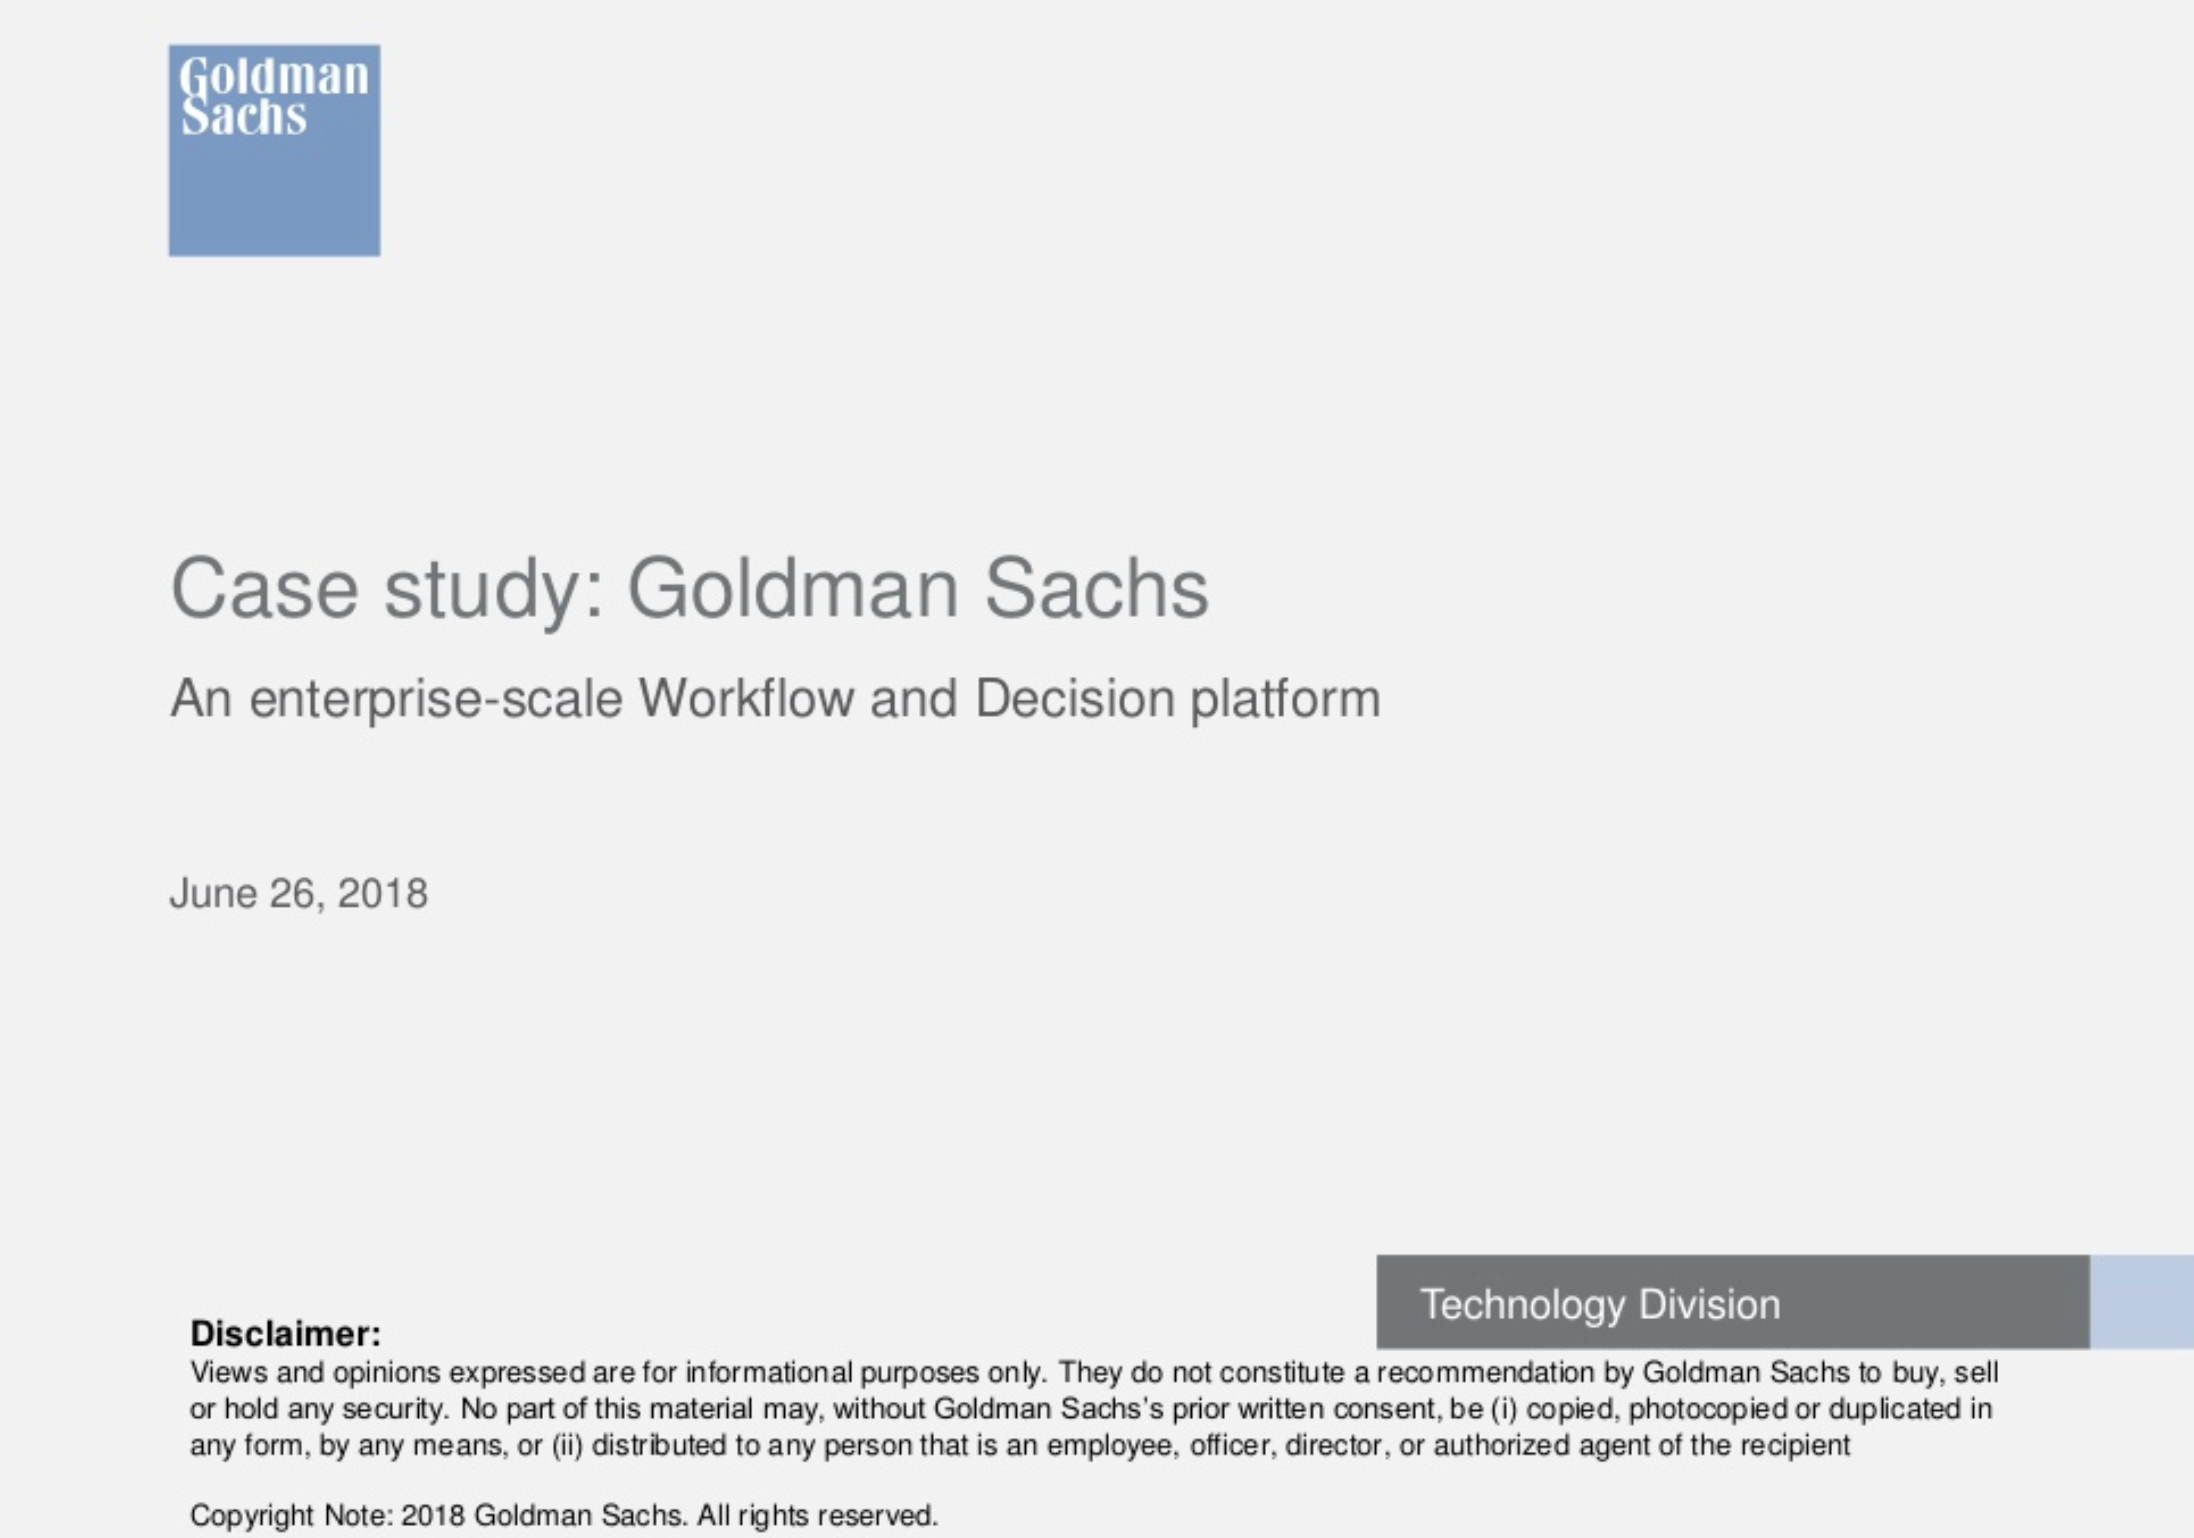 Goldman
Sachs
Case study: Goldman Sachs
An enterprise-scale Workflow and Decision platform
June 26, 2018
Technology Division
Disclaimer:
Views and opinions expressed are for informational purposes only. They do not constitute a recommendation by Goldman Sachs to buy, sell
or hold any security. No part of this material may, without Goldman Sachs's prior written consent, be (i) copied, photocopied or duplicated in
any form, by any means, or (ii) distributed to any person that is an employee, officer, director, or authorized agent of the recipient
Copyright Note: 2018 Goldman Sachs. All rights reserved.